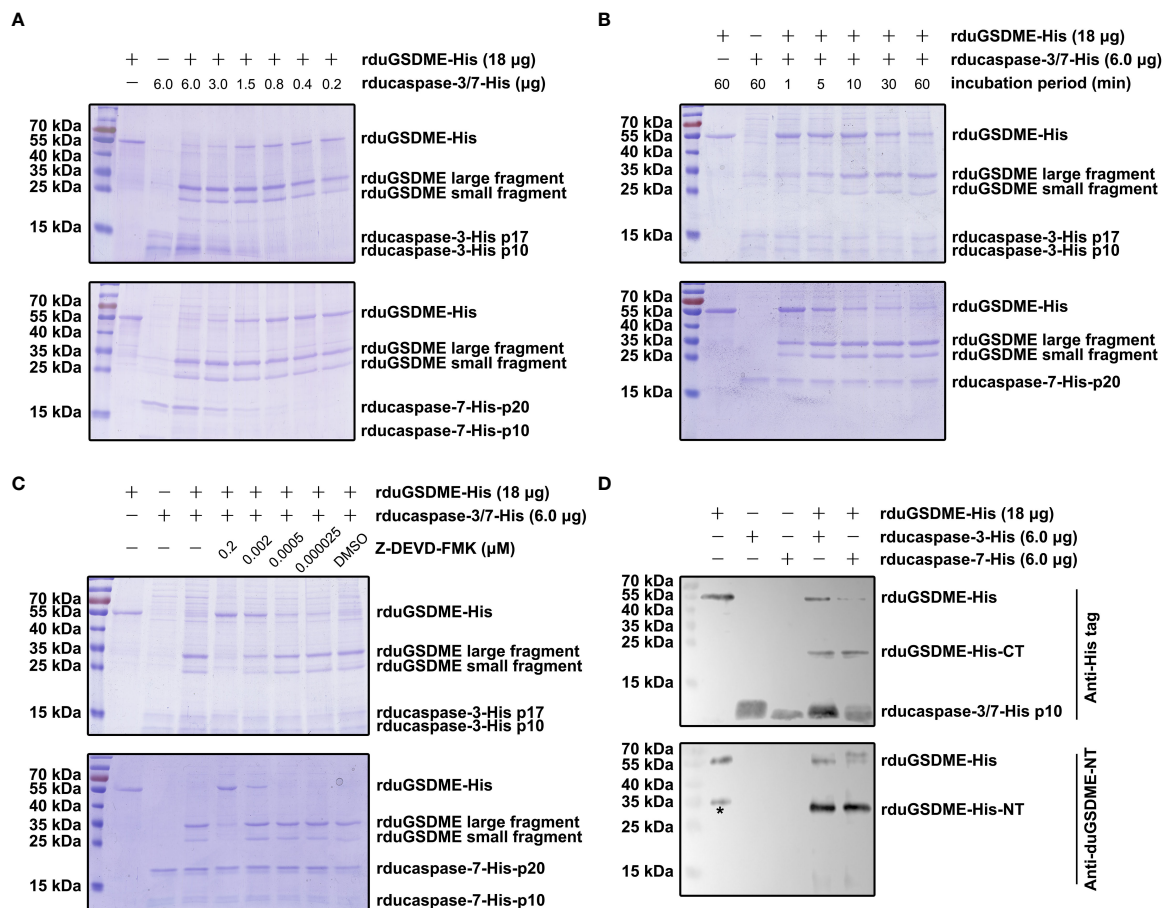 A
+ − + + + + + + rduGSDME-His (18 µg)
− 6.0 6.0 3.0 1.5 0.8 0.4 0.2 rducaspase-3/7-His (µg)
70 kDa
55 kDa
40 kDa
35 kDa
25 kDa
15 kDa
rduGSDME-His
rduGSDME large fragment
rduGSDME small fragment
rducaspase-3-His p17
rducaspase-3-His p10
70 kDa
55 kDa
40 kDa
35 kDa
25 kDa
15 kDa
rduGSDME-His
rduGSDME large fragment
rduGSDME small fragment
rducaspase-7-His-p20
rducaspase-7-His-p10
B
+ − + + + + + rduGSDME-His (18 µg)
− + + + + + + rducaspase-3/7-His (6.0 µg)
60 60 1 5 10 30 60 incubation period (min)
70 kDa
55 kDa
40 kDa
35 kDa
25 kDa
15 kDa
rduGSDME-His
rduGSDME large fragment
rduGSDME small fragment
rducaspase-3-His p17
rducaspase-3-His p10
70 kDa
55 kDa
40 kDa
35 kDa
25 kDa
15 kDa
rduGSDME-His
rduGSDME large fragment
rduGSDME small fragment
rducaspase-7-His-p20
C
+ − + + + + + + rduGSDME-His (18 µg)
− + + + + + + + rducaspase-3/7-His (6.0 µg)
− − − 0.2 0.002 0.0005 0.000025 DMSO Z-DEVD-FMK (µM)
70 kDa
55 kDa
40 kDa
35 kDa
25 kDa
15 kDa
rduGSDME-His
rduGSDME large fragment
rduGSDME small fragment
rducaspase-3-His p17
rducaspase-3-His p10
70 kDa
55 kDa
40 kDa
35 kDa
25 kDa
15 kDa
rduGSDME-His
rduGSDME large fragment
rduGSDME small fragment
rducaspase-7-His-p20
rducaspase-7-His-p10
D
+ − − + + rduGSDME-His (18 µg)
− + − + − rducaspase-3-His (6.0 µg)
− − + − + rducaspase-7-His (6.0 µg)
70 kDa
55 kDa
40 kDa
35 kDa
25 kDa
15 kDa
rduGSDME-His
rduGSDME-His-CT
rducaspase-3/7-His p10
Anti-His tag
70 kDa
55 kDa
40 kDa
35 kDa
25 kDa
15 kDa
*
rduGSDME-His
rduGSDME-His-NT
Anti-duGSDME-NT